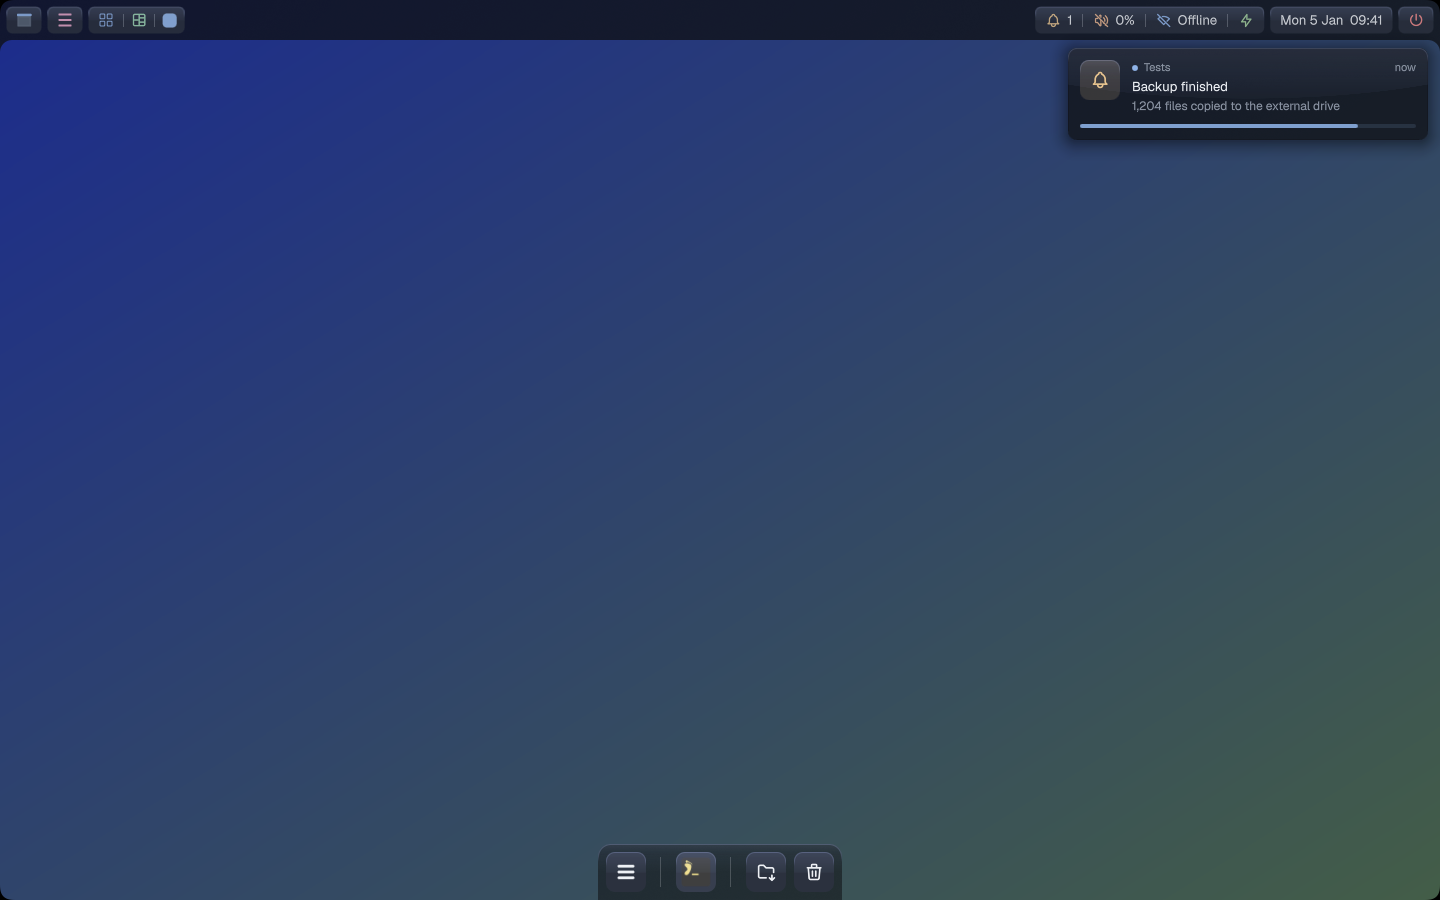 1
0%
Offline
Mon 5 Jan 09:41
Tests
now
Backup finished
1,204 files copied to the external drive